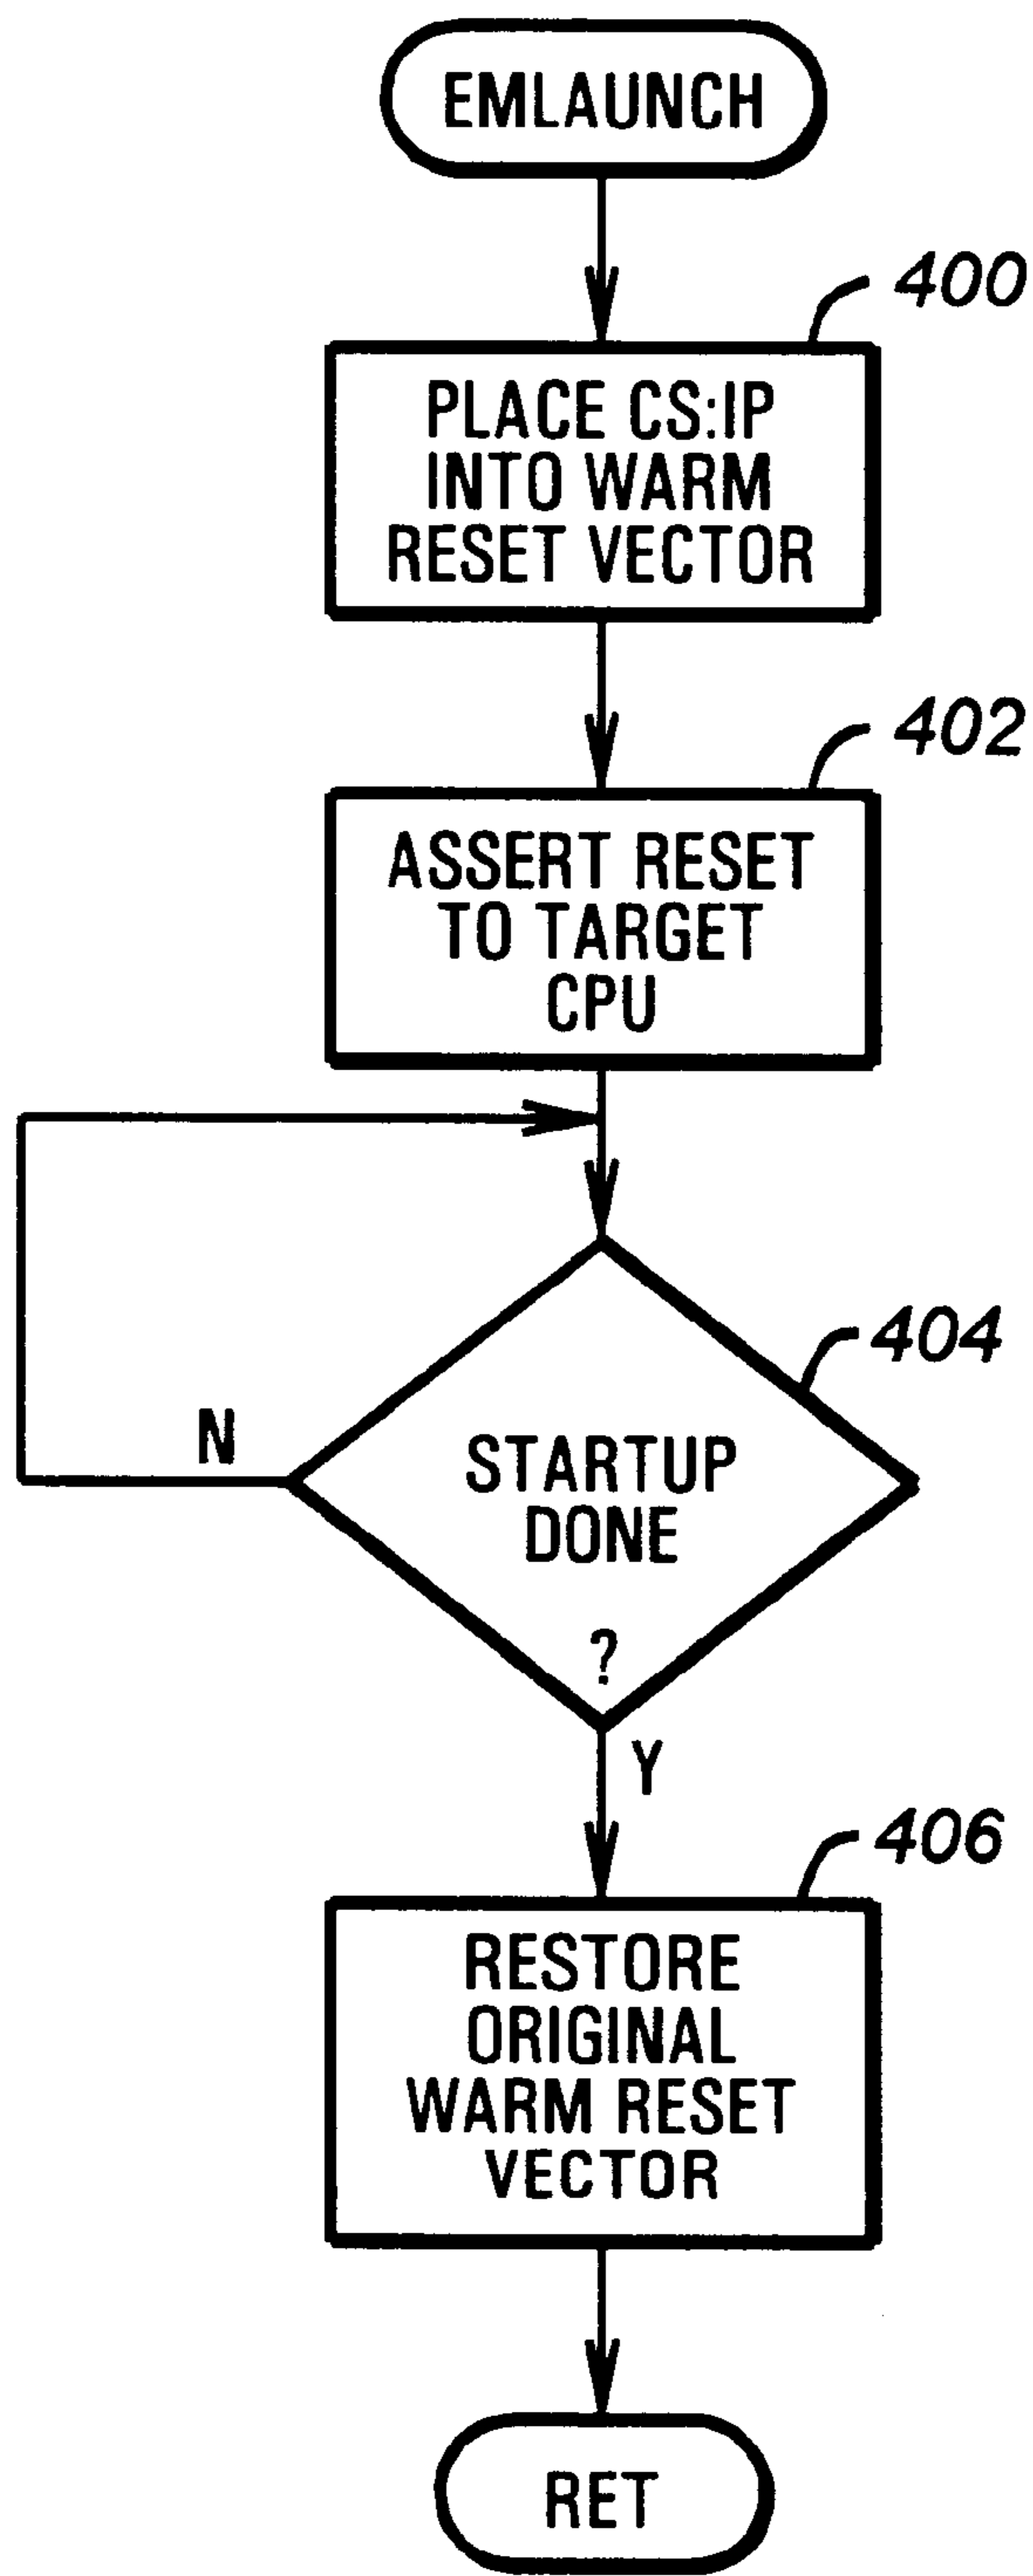 EMLAUNCH
400
PLACE CS:IP
INTO WARM
RESET VECTOR
402
ASSERT RESET
TO TARGET
CPU
404
N
STARTUP
DONE
?
Y
406
RESTORE
ORIGINAL
WARM RESET
VECTOR
RET